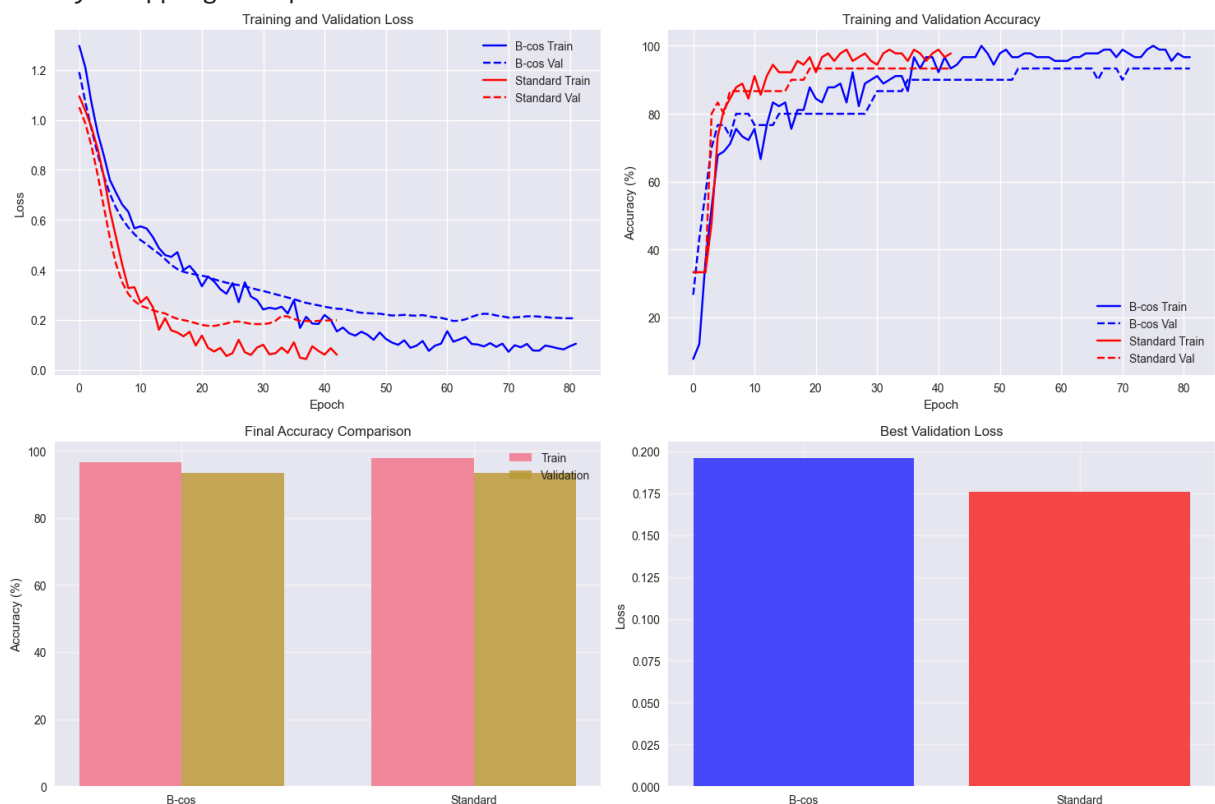 Training and Validation Loss
B-cos Train
B-cos Val
Standard Train
Standard Val
1.2
1.0
0.8
0.6
0.4
0.2
0.0
Loss
0 10 20 30 40 50 60 70 80
Epoch
Training and Validation Accuracy
100
80
60
40
20
Accuracy (%)
B-cos Train
B-cos Val
Standard Train
Standard Val
0 10 20 30 40 50 60 70 80
Epoch
Final Accuracy Comparison
Train
Validation
100
80
60
40
20
0
Accuracy (%)
B-cos Standard
Best Validation Loss
0.200
0.175
0.150
0.125
0.100
0.075
0.050
0.025
0.000
Loss
B-cos Standard